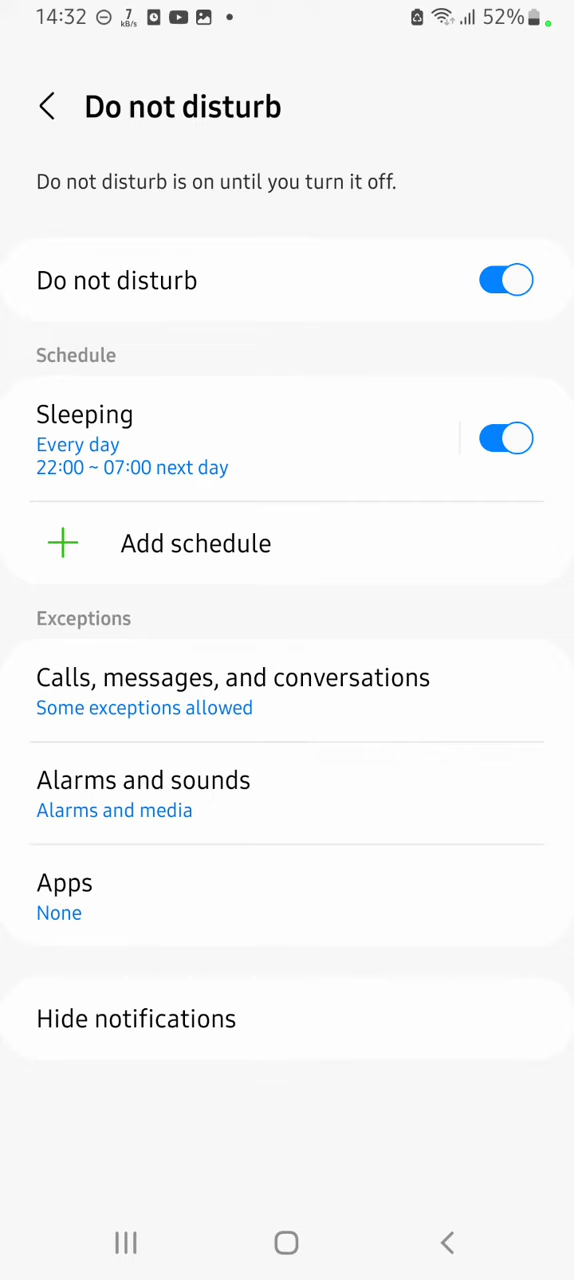 14:32 7 KB/s 52%
Do not disturb
Do not disturb is on until you turn it off.
Do not disturb
Schedule
Sleeping
Every day
22:00 ~ 07:00 next day
Add schedule
Exceptions
Calls, messages, and conversations
Some exceptions allowed
Alarms and sounds
Alarms and media
Apps
None
Hide notifications